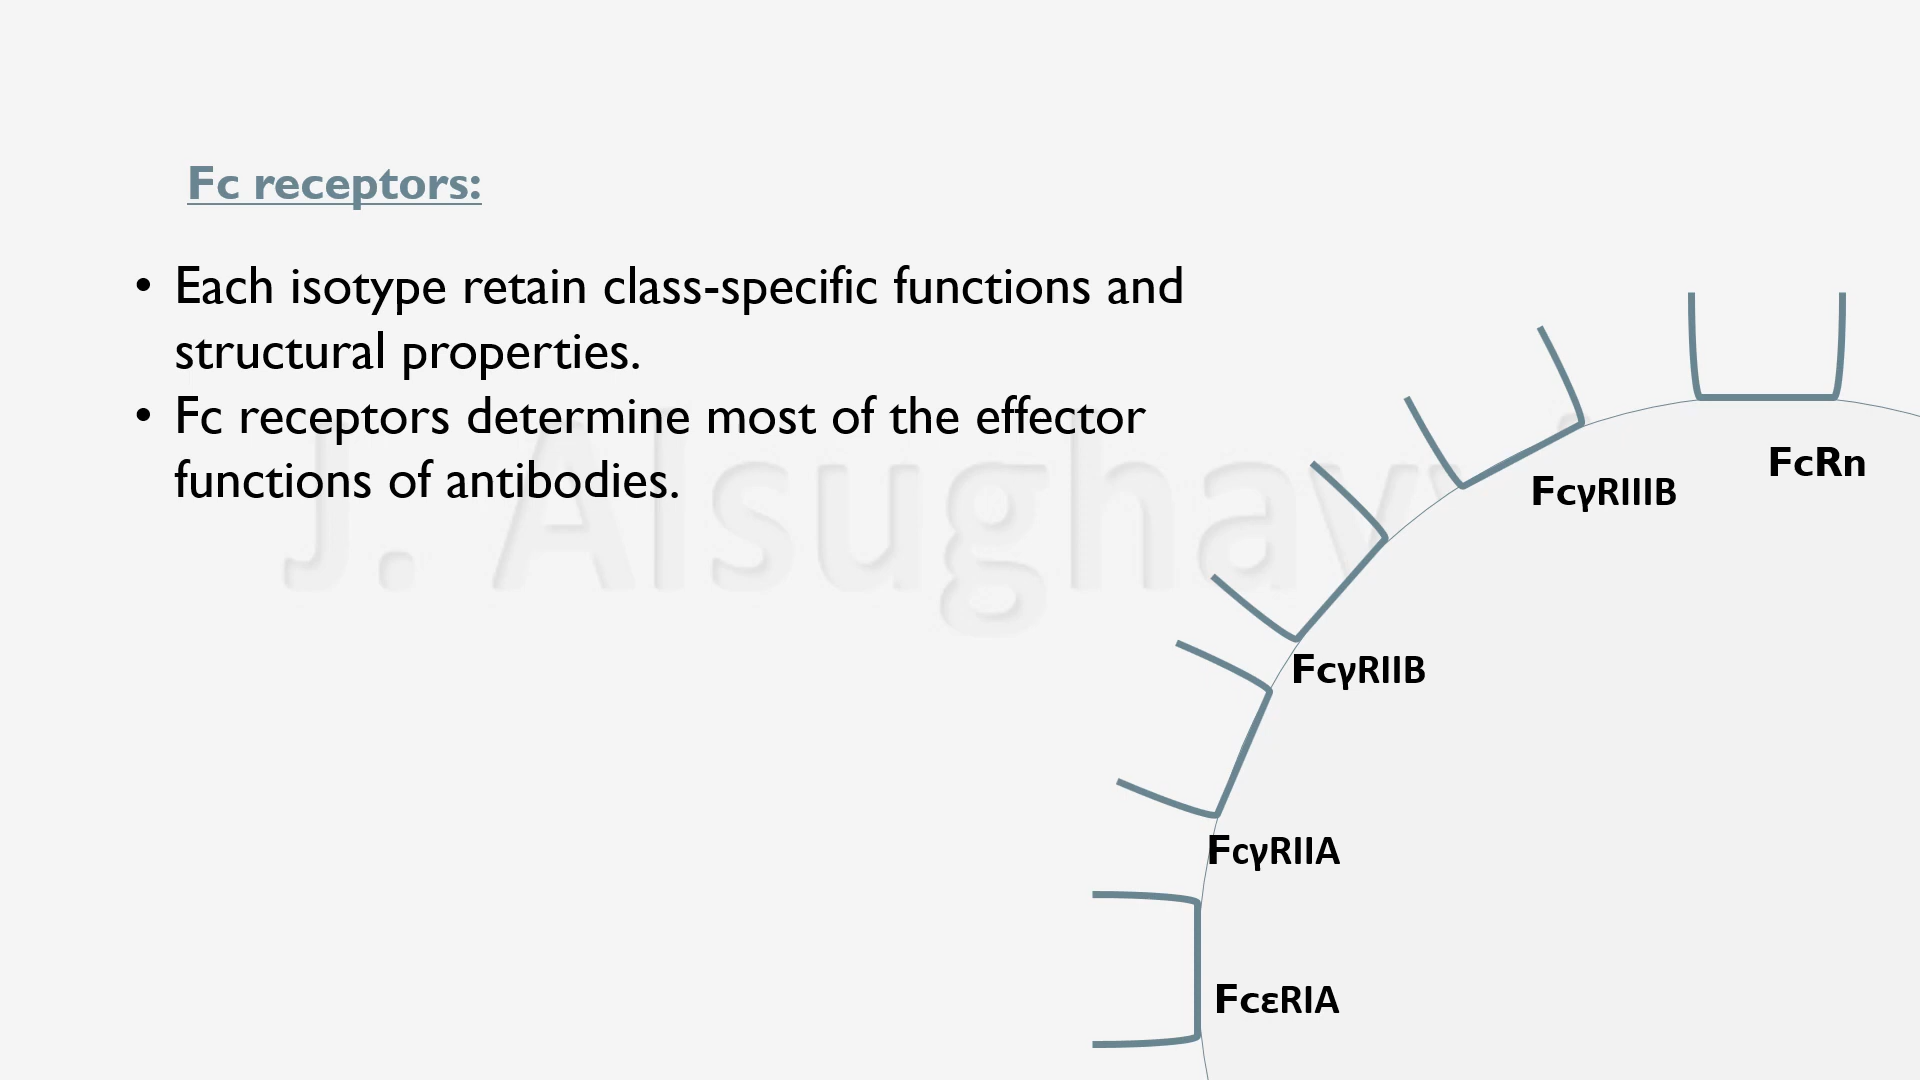 Fc receptors:
• Each isotype retain class-specific functions and
structural properties.
• Fc receptors determine most of the effector
functions of antibodies.
J. Alsughayi
FcRn
FcγRIIIB
FcγRIIB
FcγRIIA
FcεRIA